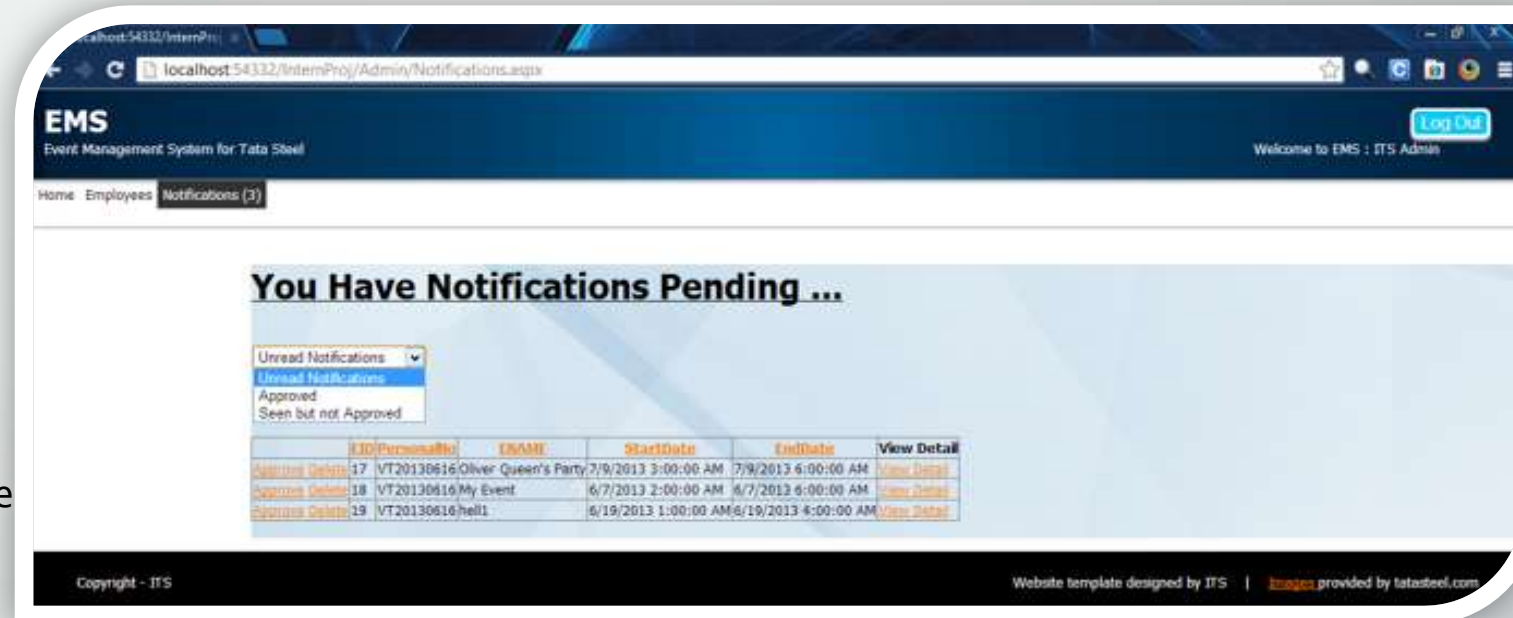 localhost:54332/InternProj
localhost:54332/InternProj/Admin/Notifications.aspx
EMS
Event Management System for Tata Steel
Log Out
Welcome to EMS : ITS Admin
Home Employees Notifications (3)
You Have Notifications Pending ...
Unread Notifications
Unread Notifications
Approved
Seen but not Approved
EID PersonalNo ENAME StartDate EndDate View Detail
Approve Delete 17 VT20130616 Oliver Queen's Party 7/9/2013 3:00:00 AM 7/9/2013 6:00:00 AM View Detail
Approve Delete 18 VT20130616 My Event 6/7/2013 2:00:00 AM 6/7/2013 6:00:00 AM View Detail
Approve Delete 19 VT20130616 hell1 6/19/2013 1:00:00 AM 6/19/2013 4:00:00 AM View Detail
e
Copyright - ITS
Website template designed by ITS | Images provided by tatasteel.com